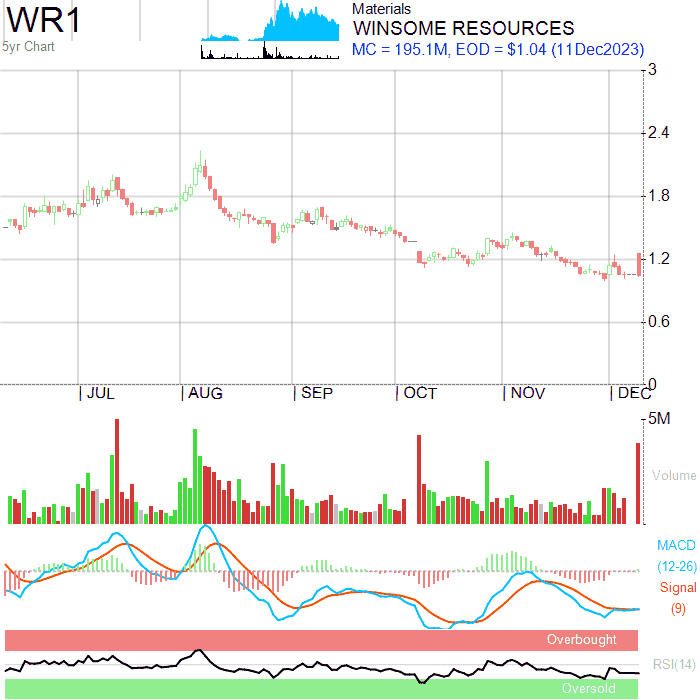 WR1
5yr Chart
Materials
WINSOME RESOURCES
MC = 195.1M, EOD = $1.04 (11Dec2023)
3
2.4
1.8
1.2
0.6
0
JUL AUG SEP OCT NOV DEC
5M
Volume
MACD
(12-26)
Signal
(9)
Overbought
RSI(14)
Oversold